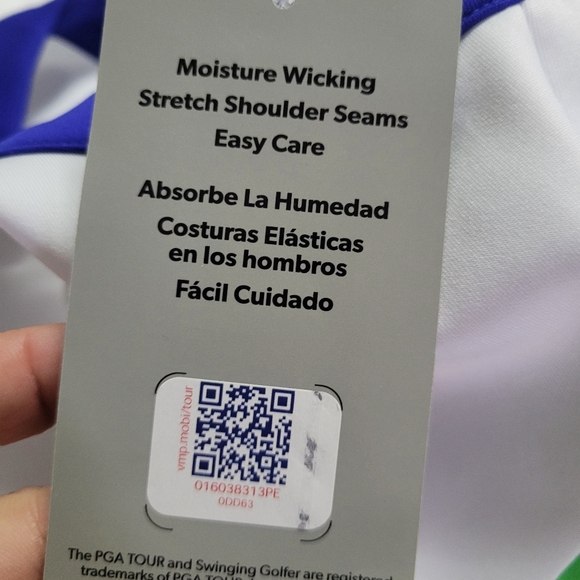 Moisture Wicking
Stretch Shoulder Seams
Easy Care
Absorbe La Humedad
Costuras Elásticas
en los hombros
Fácil Cuidado
vmp.mobi/tour
016038313PE
0DD63
The PGA TOUR and Swinging Golfer are registered
trademarks of PGA TOUR